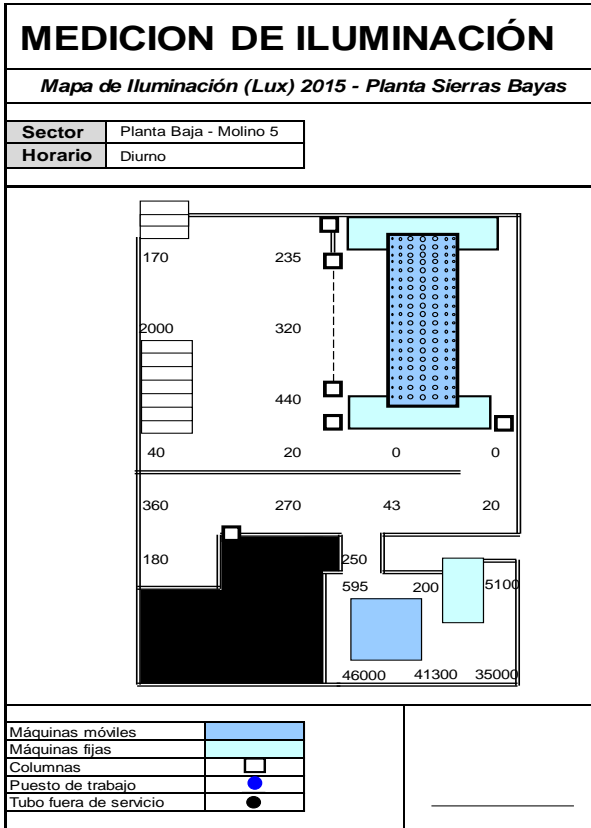 MEDICION DE ILUMINACIÓN
Mapa de Iluminación (Lux) 2015 - Planta Sierras Bayas
Sector Planta Baja - Molino 5
Horario Diurno
170 235
2000 320
440
40 20 0 0
360 270 43 20
180 250
595 200 5100
46000 41300 35000
Máquinas móviles
Máquinas fijas
Columnas
Puesto de trabajo
Tubo fuera de servicio